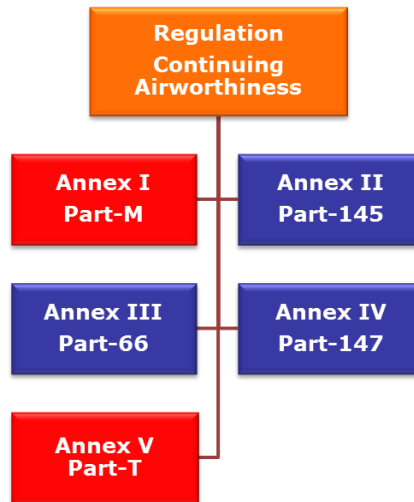 Regulation
Continuing
Airworthiness
Annex I
Part-M
Annex II
Part-145
Annex III
Part-66
Annex IV
Part-147
Annex V
Part-T